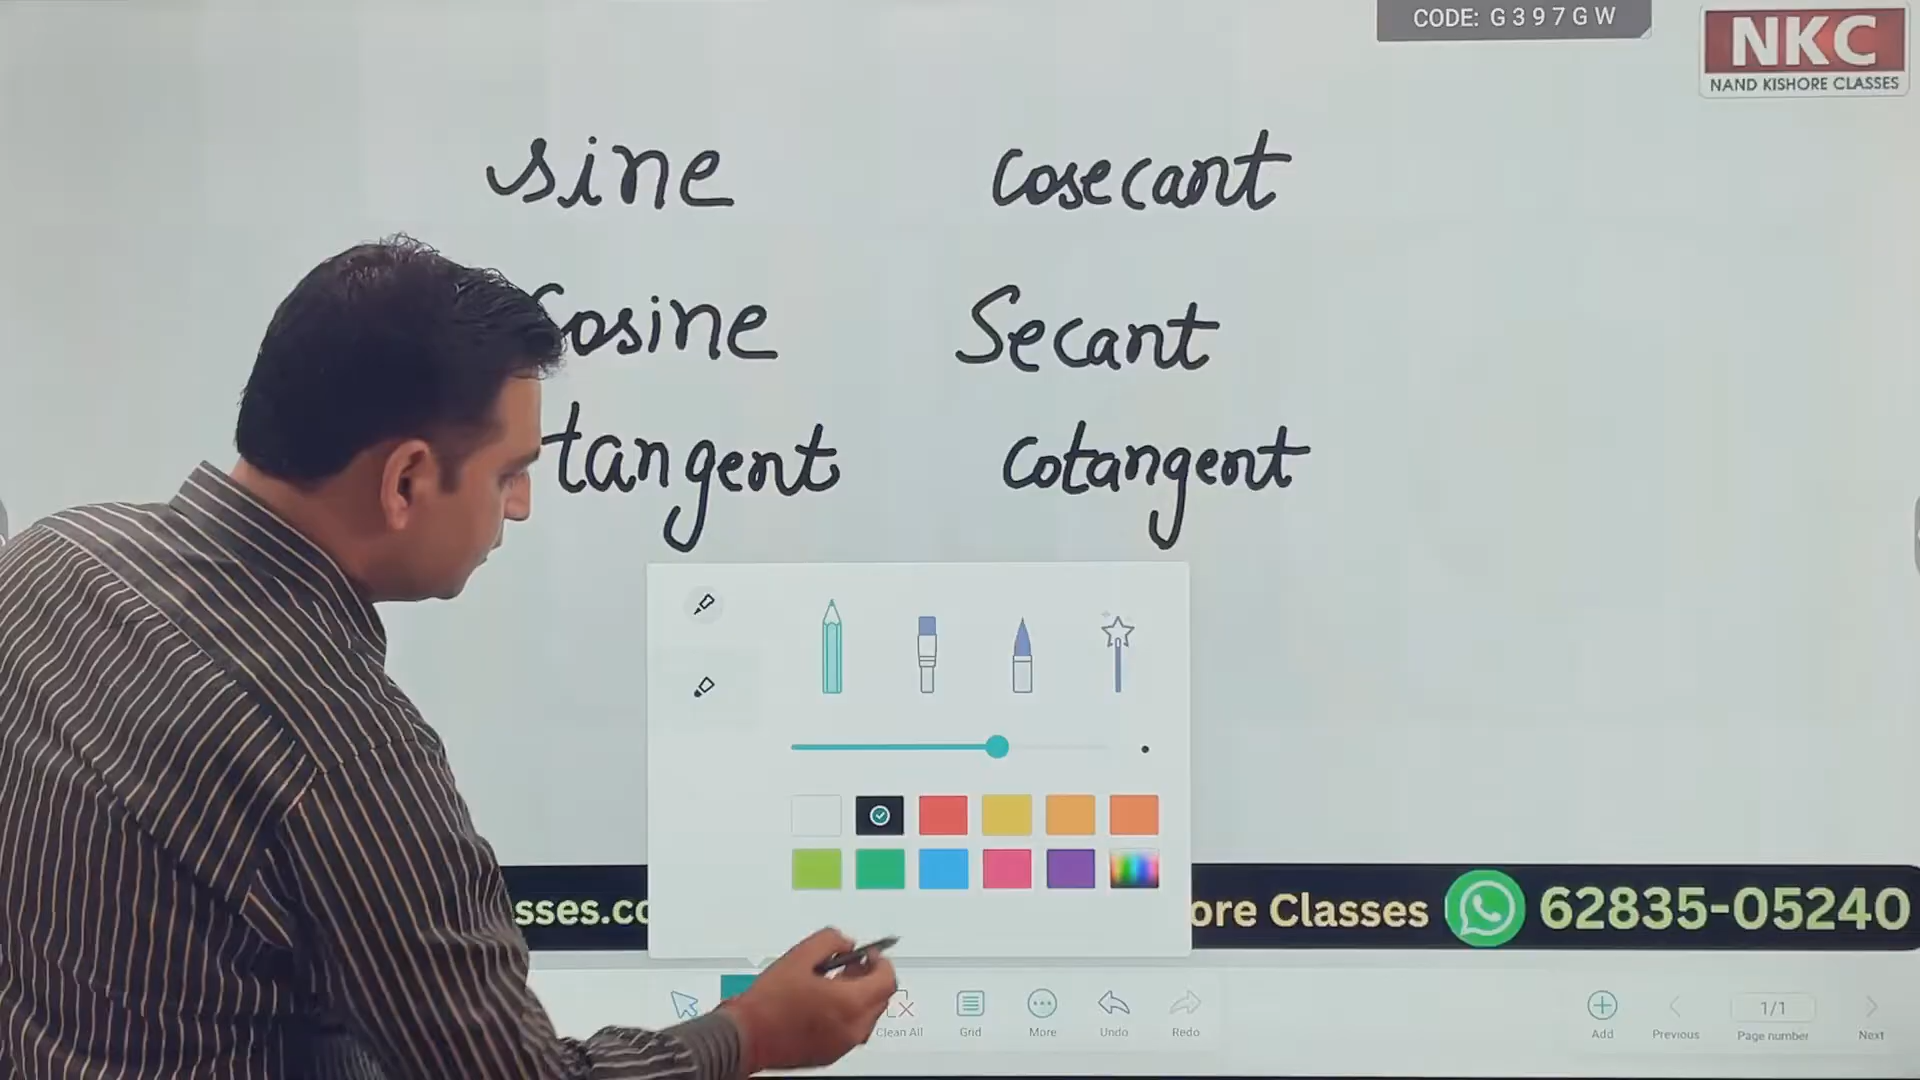 CODE: G397GW
NKC
NAND KISHORE CLASSES
sine cosecant
cosine Secant
tangent cotangent
sses.co ore Classes 62835-05240
Clean All Grid More Undo Redo Add Previous 1/1 Page number Next